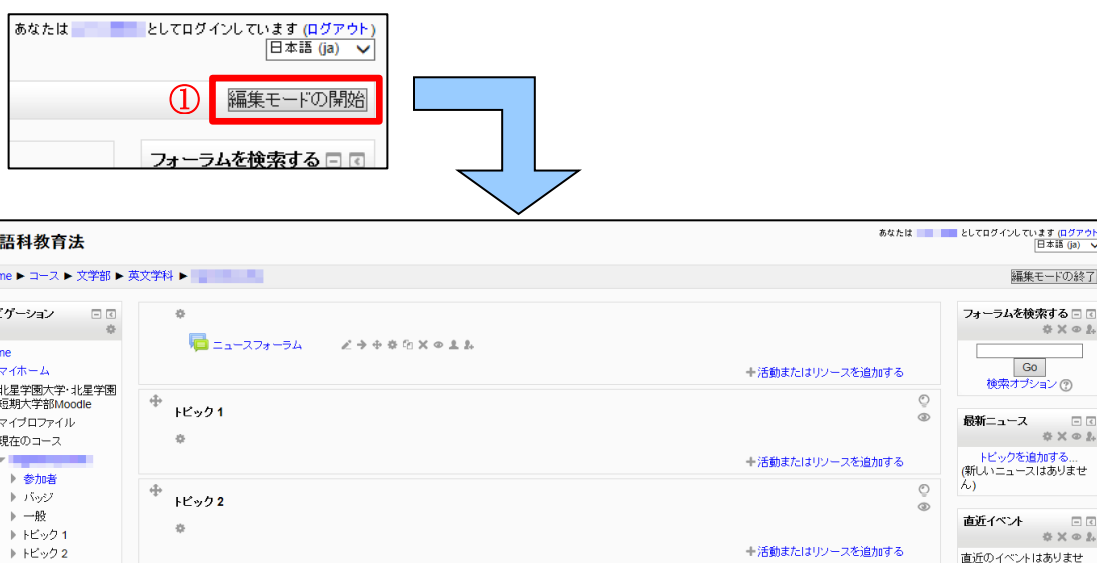 あなたは としてログインしています (ログアウト)
日本語 (ja)
① 編集モードの開始
フォーラムを検索する
語科教育法
あなたは としてログインしています (ログアウト
日本語 (ja)
me ► コース ► 文学部 ► 英文学科 ►
編集モードの終了
ビゲーション
me
マイホーム
北星学園大学・北星学園
短期大学部Moodle
マイプロファイル
現在のコース
参加者
バッジ
一般
トピック 1
トピック 2
ニュースフォーラム
+活動またはリソースを追加する
トピック 1
+活動またはリソースを追加する
トピック 2
+活動またはリソースを追加する
フォーラムを検索する
Go
検索オプション ?
最新ニュース
トピックを追加する...
(新しいニュースはありませ
ん)
直近イベント
直近のイベントはありませ